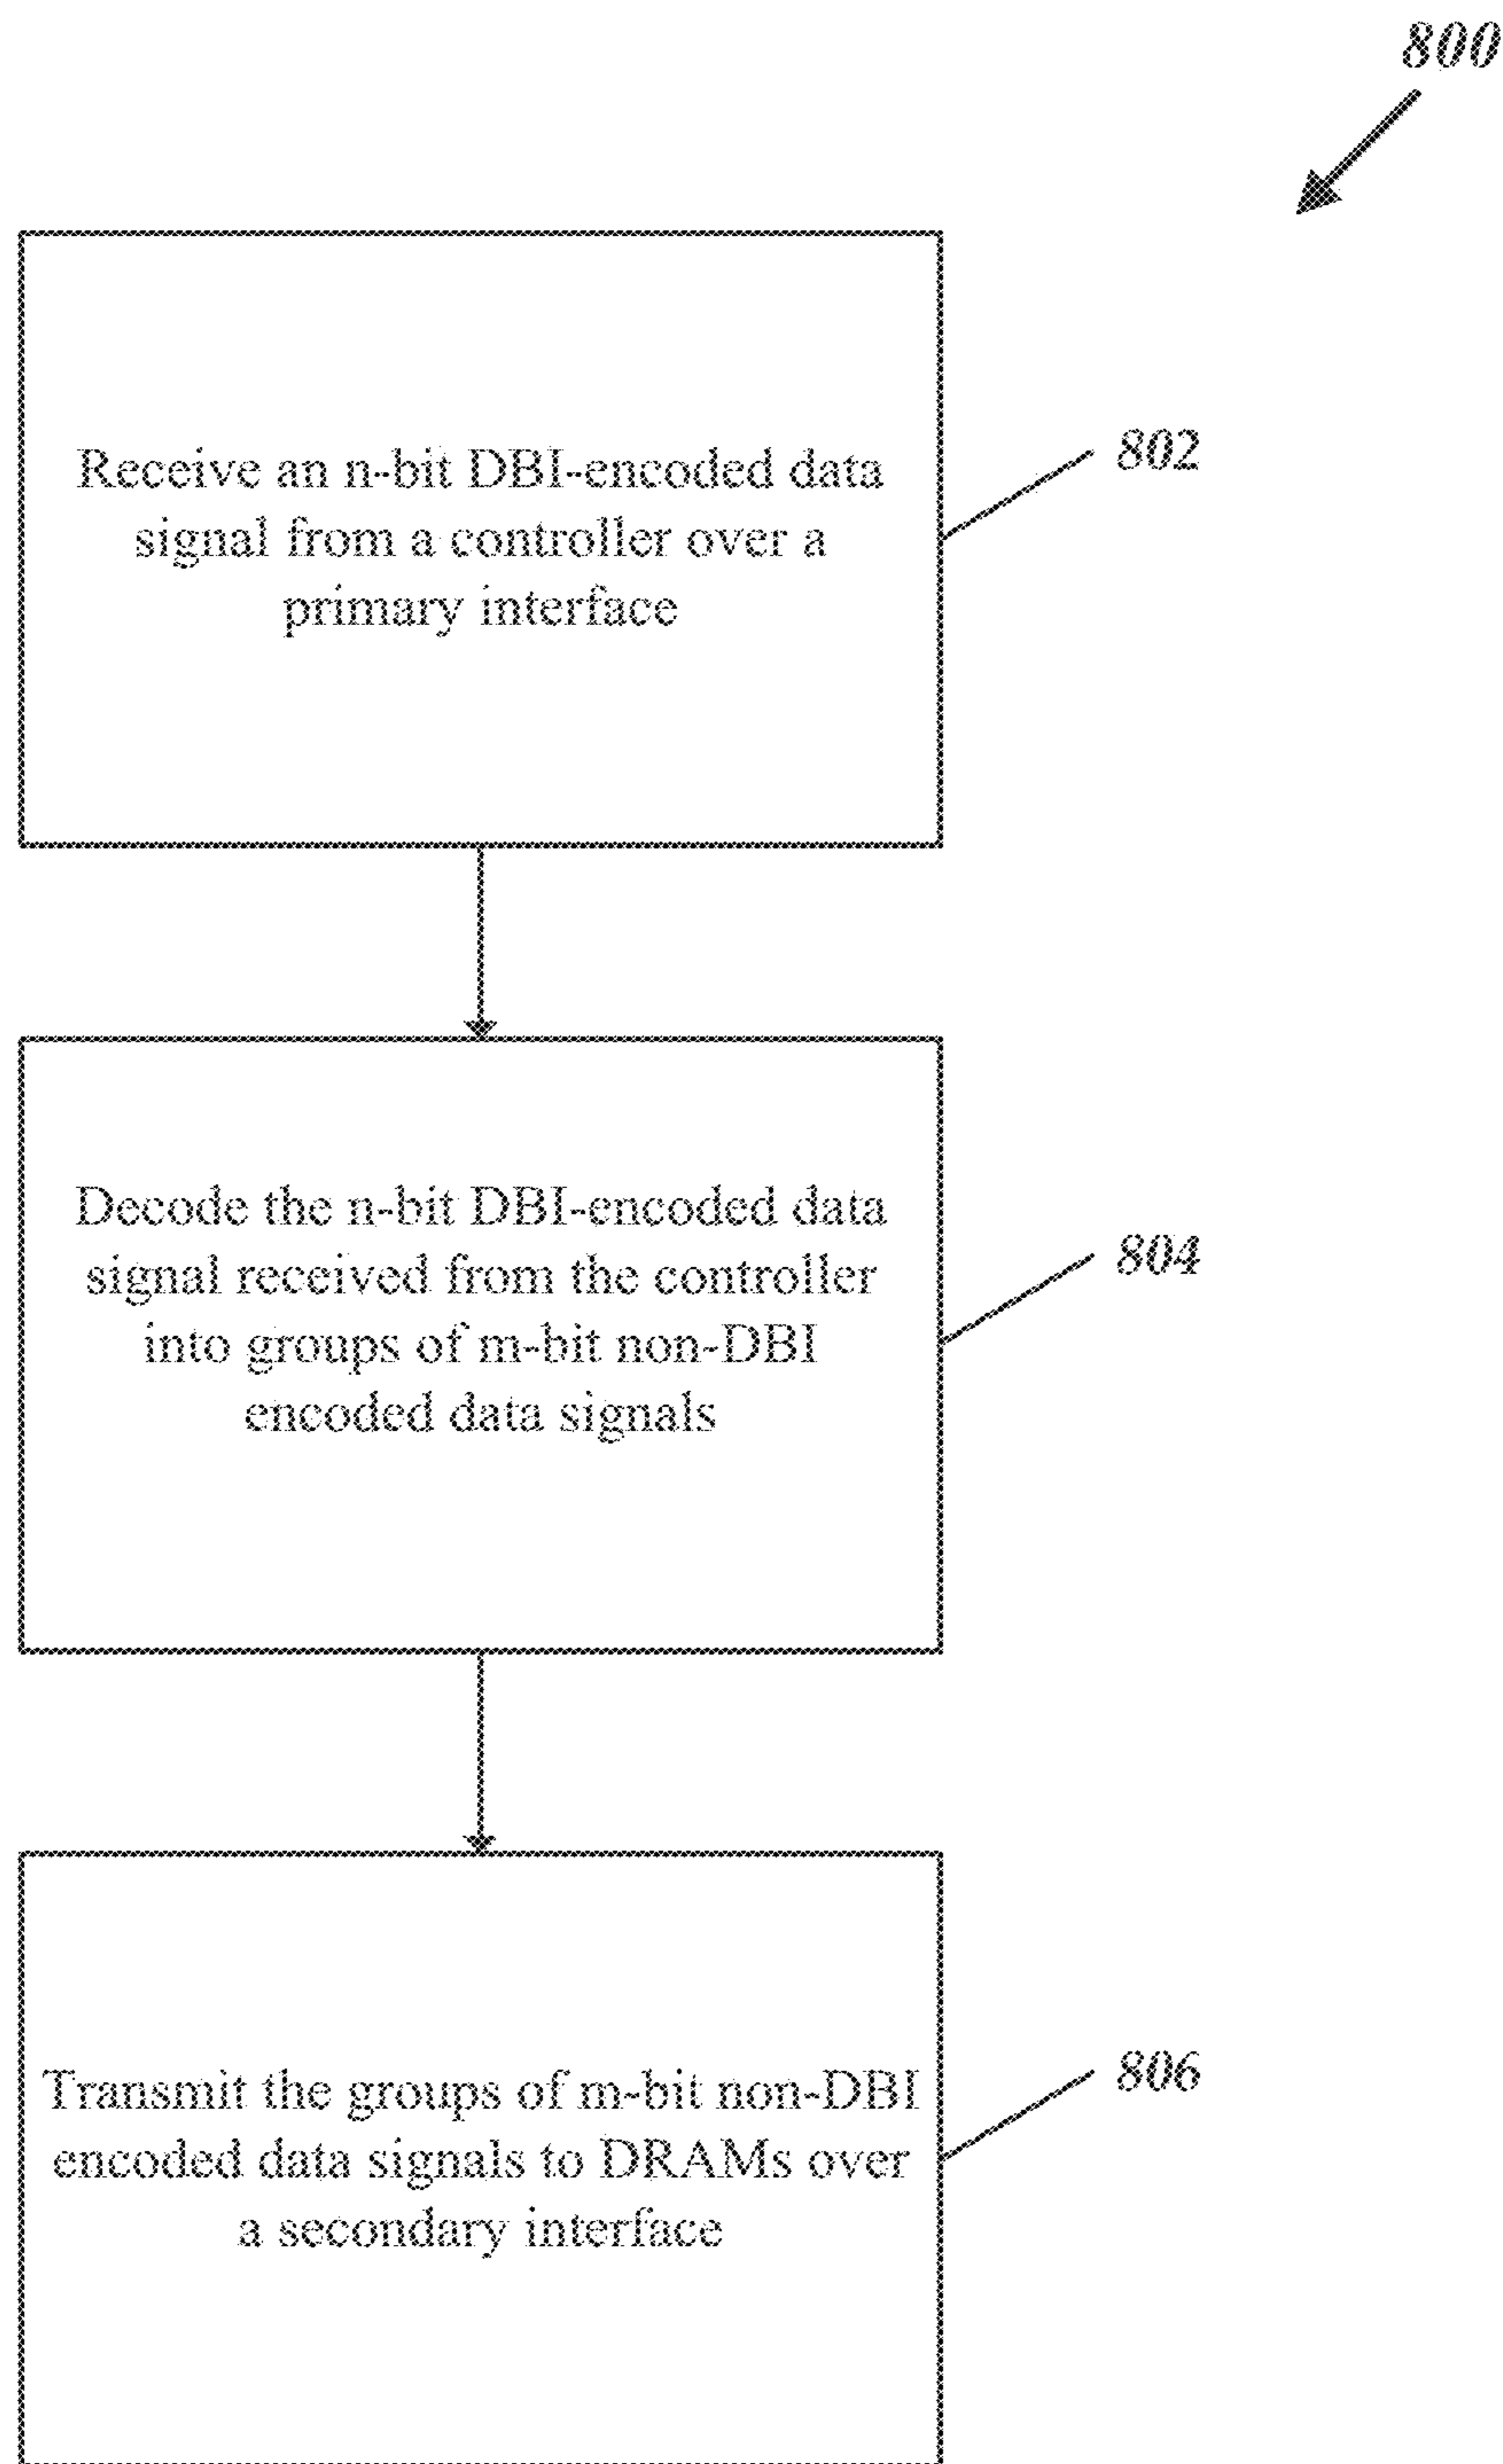 800
Receive an n-bit DBI-encoded data
signal from a controller over a
primary interface
802
Decode the n-bit DBI-encoded data
signal received from the controller
into groups of m-bit non-DBI
encoded data signals
804
Transmit the groups of m-bit non-DBI
encoded data signals to DRAMs over
a secondary interface
806